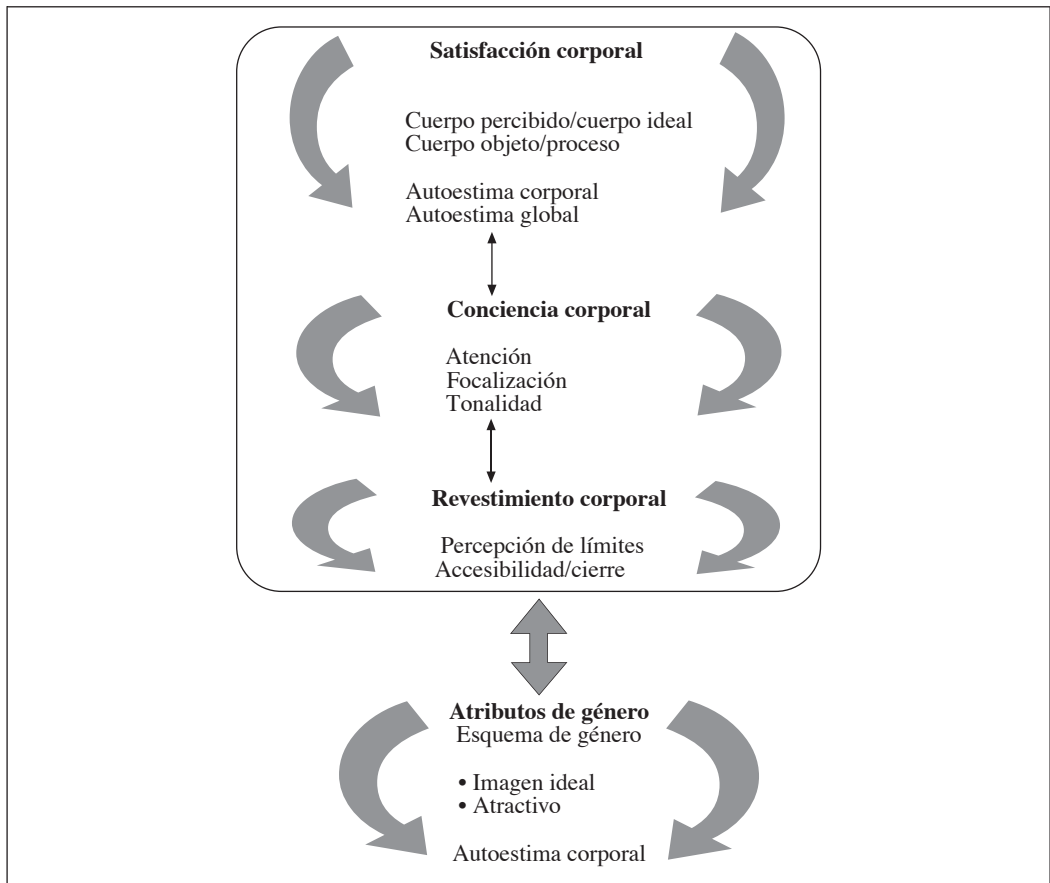 Satisfacción corporal
Cuerpo percibido/cuerpo ideal
Cuerpo objeto/proceso
Autoestima corporal
Autoestima global
Conciencia corporal
Atención
Focalización
Tonalidad
Revestimiento corporal
Percepción de límites
Accesibilidad/cierre
Atributos de género
Esquema de género
• Imagen ideal
• Atractivo
Autoestima corporal